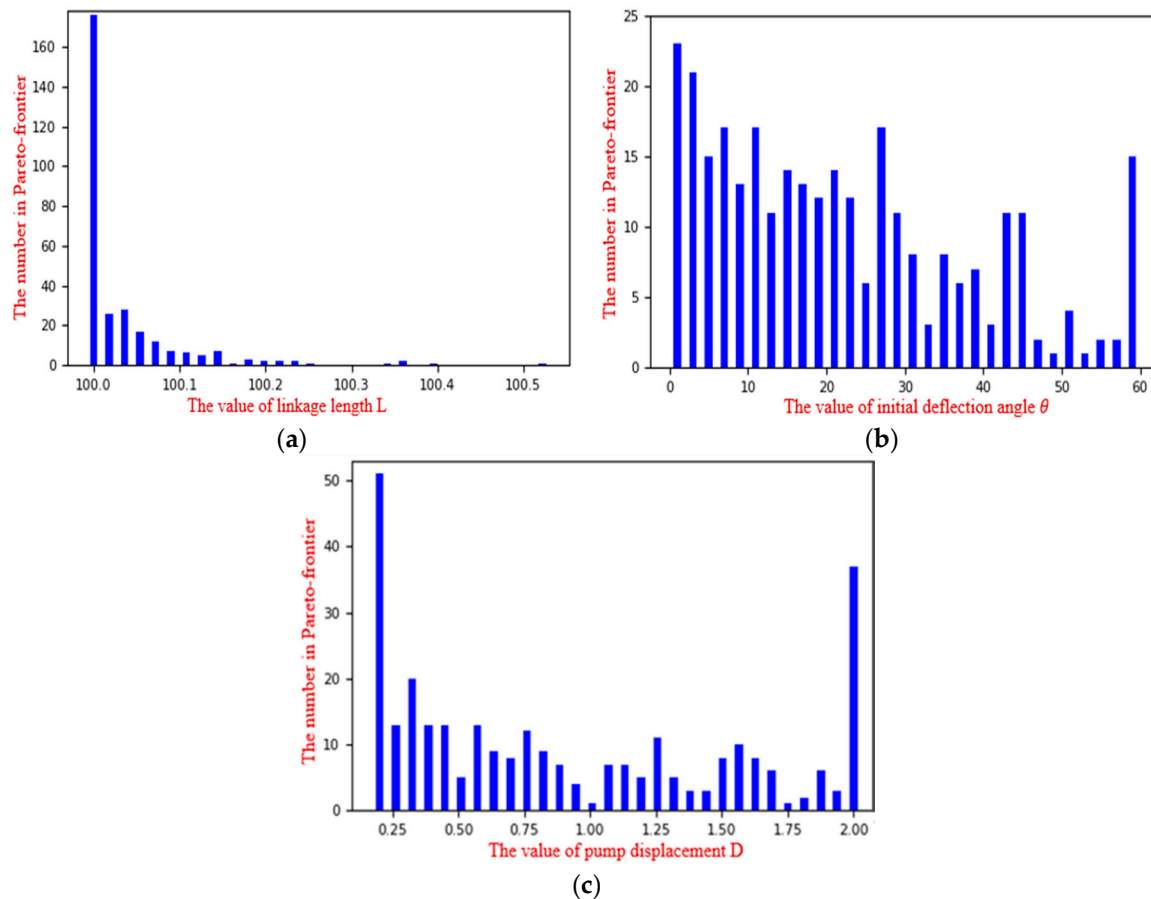 The number in Pareto-frontier
160
140
120
100
80
60
40
20
0
100.0 100.1 100.2 100.3 100.4 100.5
The value of linkage length L
(a)
The number in Pareto-frontier
25
20
15
10
5
0
0 10 20 30 40 50 60
The value of initial deflection angle θ
(b)
The number in Pareto-frontier
50
40
30
20
10
0
0.25 0.50 0.75 1.00 1.25 1.50 1.75 2.00
The value of pump displacement D
(c)